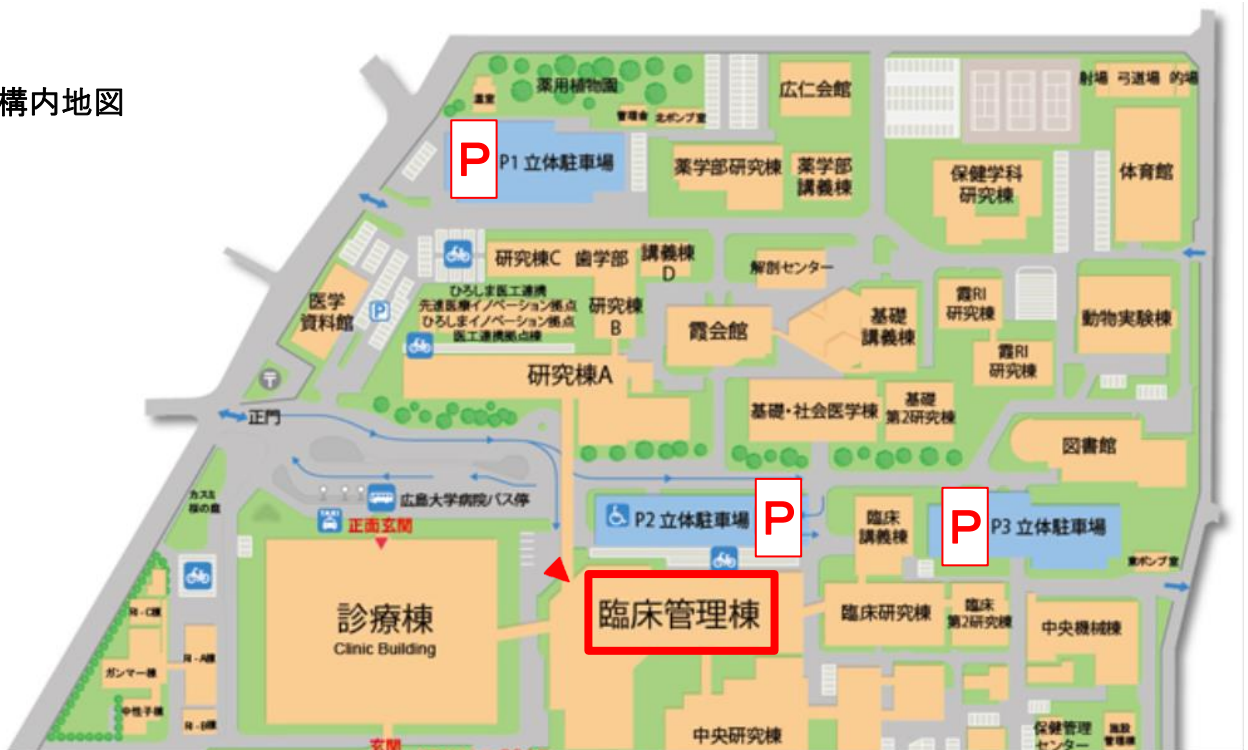 構内地図
温室
薬用植物園
管理舎
北ポンプ室
広仁会館
射場
弓道場
的場
P
P1 立体駐車場
薬学部研究棟
薬学部
講義棟
保健学科
研究棟
体育館
研究棟C
歯学部
講義棟
D
解剖センター
医学
資料館
P
ひろしま医工連携
先進医療イノベーション拠点
ひろしまイノベーション拠点
医工連携拠点棟
研究棟
B
霞会館
基礎
講義棟
霞RI
研究棟
霞RI
研究棟
動物実験棟
研究棟A
〒
正門
基礎・社会医学棟
基礎
第2研究棟
図書館
カスミ
桜の庭
広島大学病院バス停
TAXI
正面玄関
P2 立体駐車場
P
臨床
講義棟
P
P3 立体駐車場
東ポンプ室
診療棟
Clinic Building
臨床管理棟
臨床研究棟
臨床
第2研究棟
中央機械棟
R-C棟
R-A棟
ガンマー棟
中性子棟
R-B棟
玄関
中央研究棟
保健管理
センター
施設
管理棟